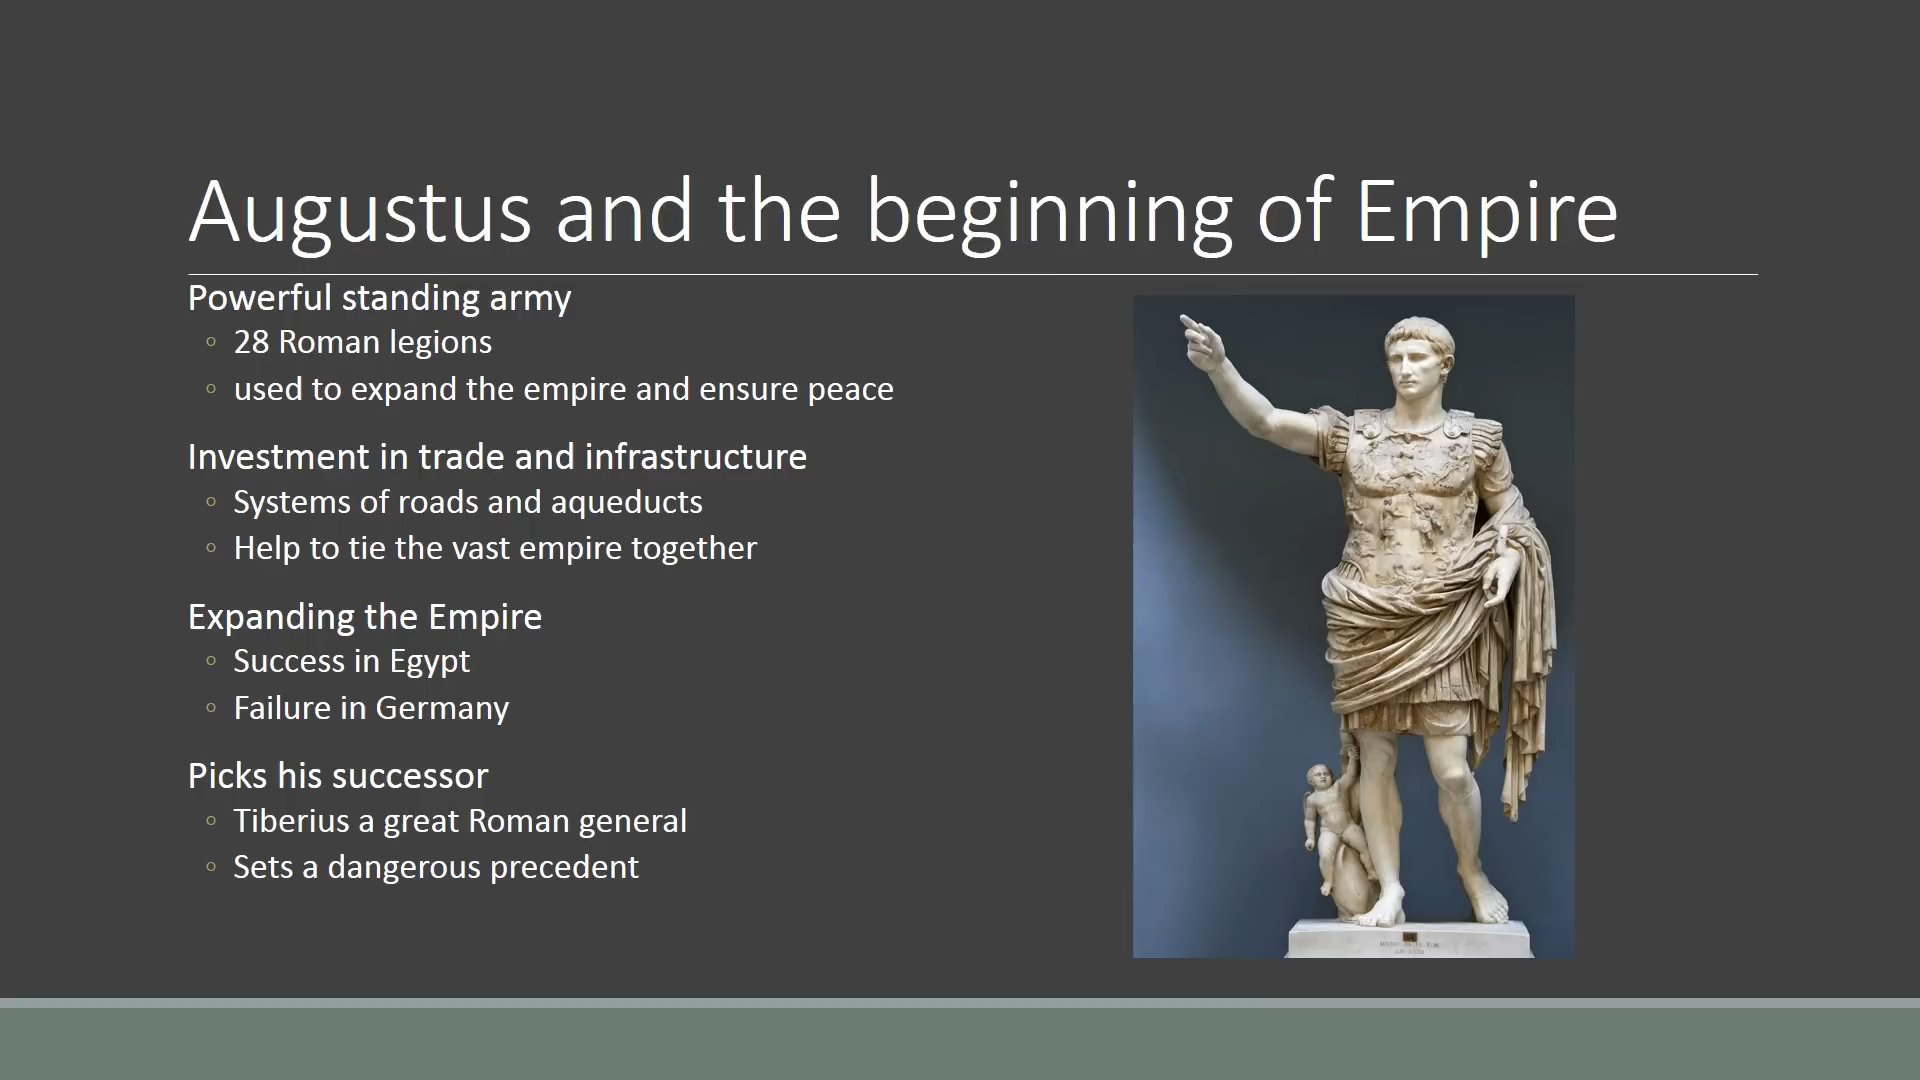 Augustus and the beginning of Empire
Powerful standing army
◦ 28 Roman legions
◦ used to expand the empire and ensure peace
Investment in trade and infrastructure
◦ Systems of roads and aqueducts
◦ Help to tie the vast empire together
Expanding the Empire
◦ Success in Egypt
◦ Failure in Germany
Picks his successor
◦ Tiberius a great Roman general
◦ Sets a dangerous precedent